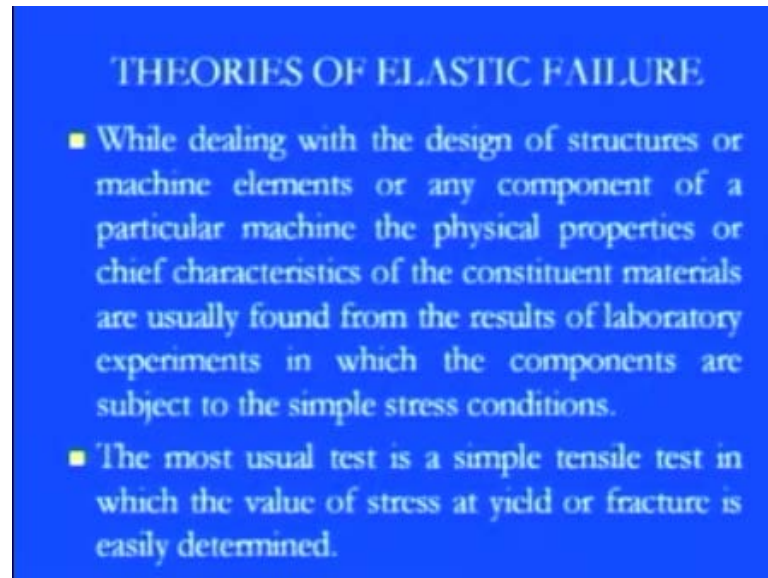 THEORIES OF ELASTIC FAILURE
While dealing with the design of structures or
machine elements or any component of a
particular machine the physical properties or
chief characteristics of the constituent materials
are usually found from the results of laboratory
experiments in which the components are
subject to the simple stress conditions.
The most usual test is a simple tensile test in
which the value of stress at yield or fracture is
easily determined.